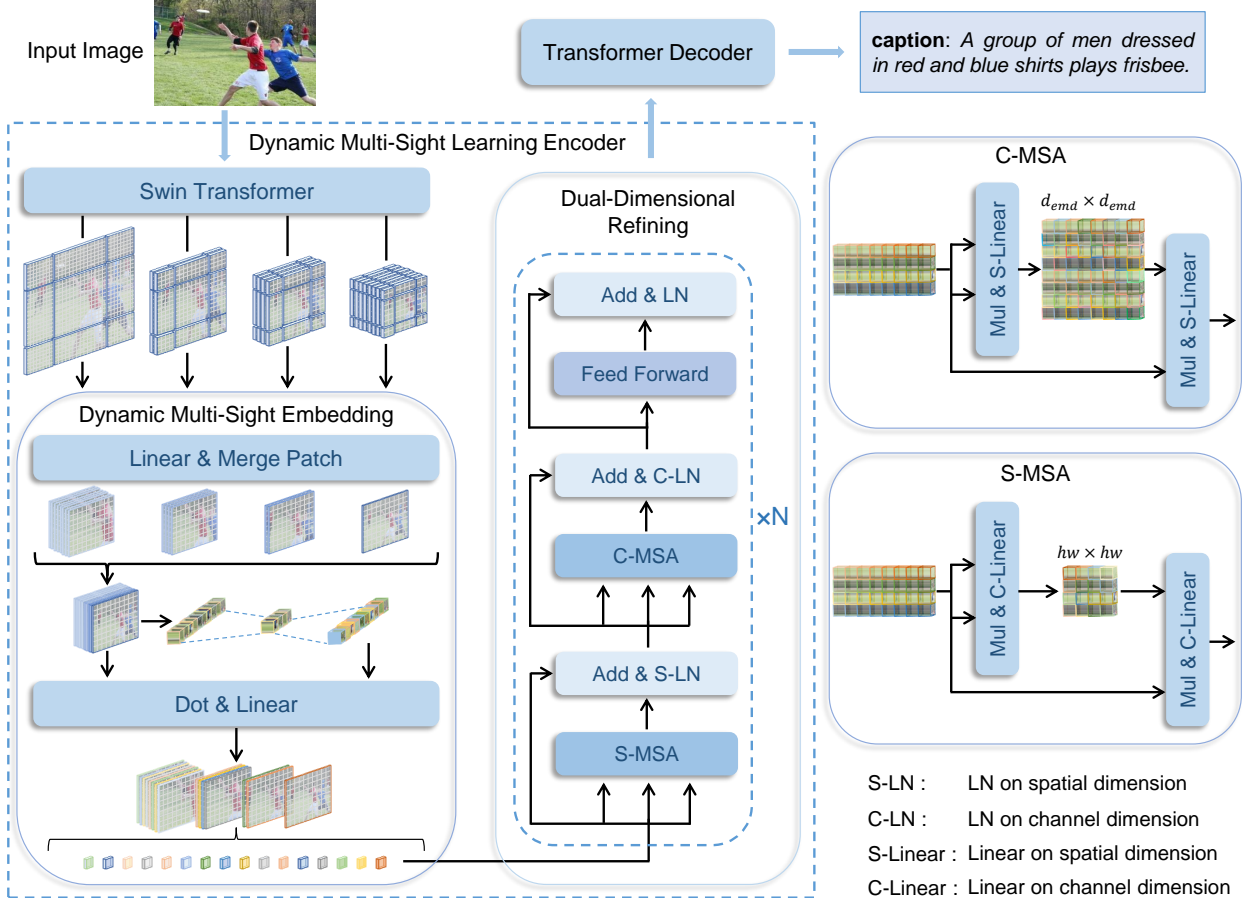 Input Image
Transformer Decoder
caption: A group of men dressed
in red and blue shirts plays frisbee.
Dynamic Multi-Sight Learning Encoder
Swin Transformer
Dynamic Multi-Sight Embedding
Linear & Merge Patch
Dot & Linear
Dual-Dimensional
Refining
Add & LN
Feed Forward
Add & C-LN
C-MSA
Add & S-LN
S-MSA
×N
C-MSA
Mul & S-Linear
d_emd × d_emd
Mul & S-Linear
S-MSA
Mul & C-Linear
hw × hw
Mul & C-Linear
S-LN : LN on spatial dimension
C-LN : LN on channel dimension
S-Linear : Linear on spatial dimension
C-Linear : Linear on channel dimension